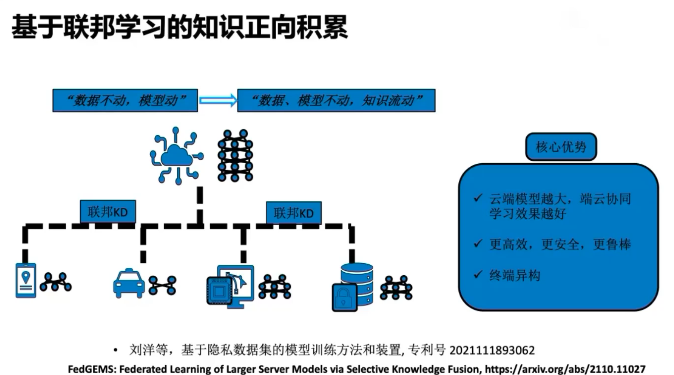 基于联邦学习的知识正向积累
“数据不动，模型动”
“数据、模型不动，知识流动”
核心优势
联邦KD
联邦KD
✓ 云端模型越大，端云协同
学习效果越好
✓ 更高效，更安全，更鲁棒
✓ 终端异构
• 刘洋等，基于隐私数据集的模型训练方法和装置, 专利号 2021111893062
FedGEMS: Federated Learning of Larger Server Models via Selective Knowledge Fusion, https://arxiv.org/abs/2110.11027